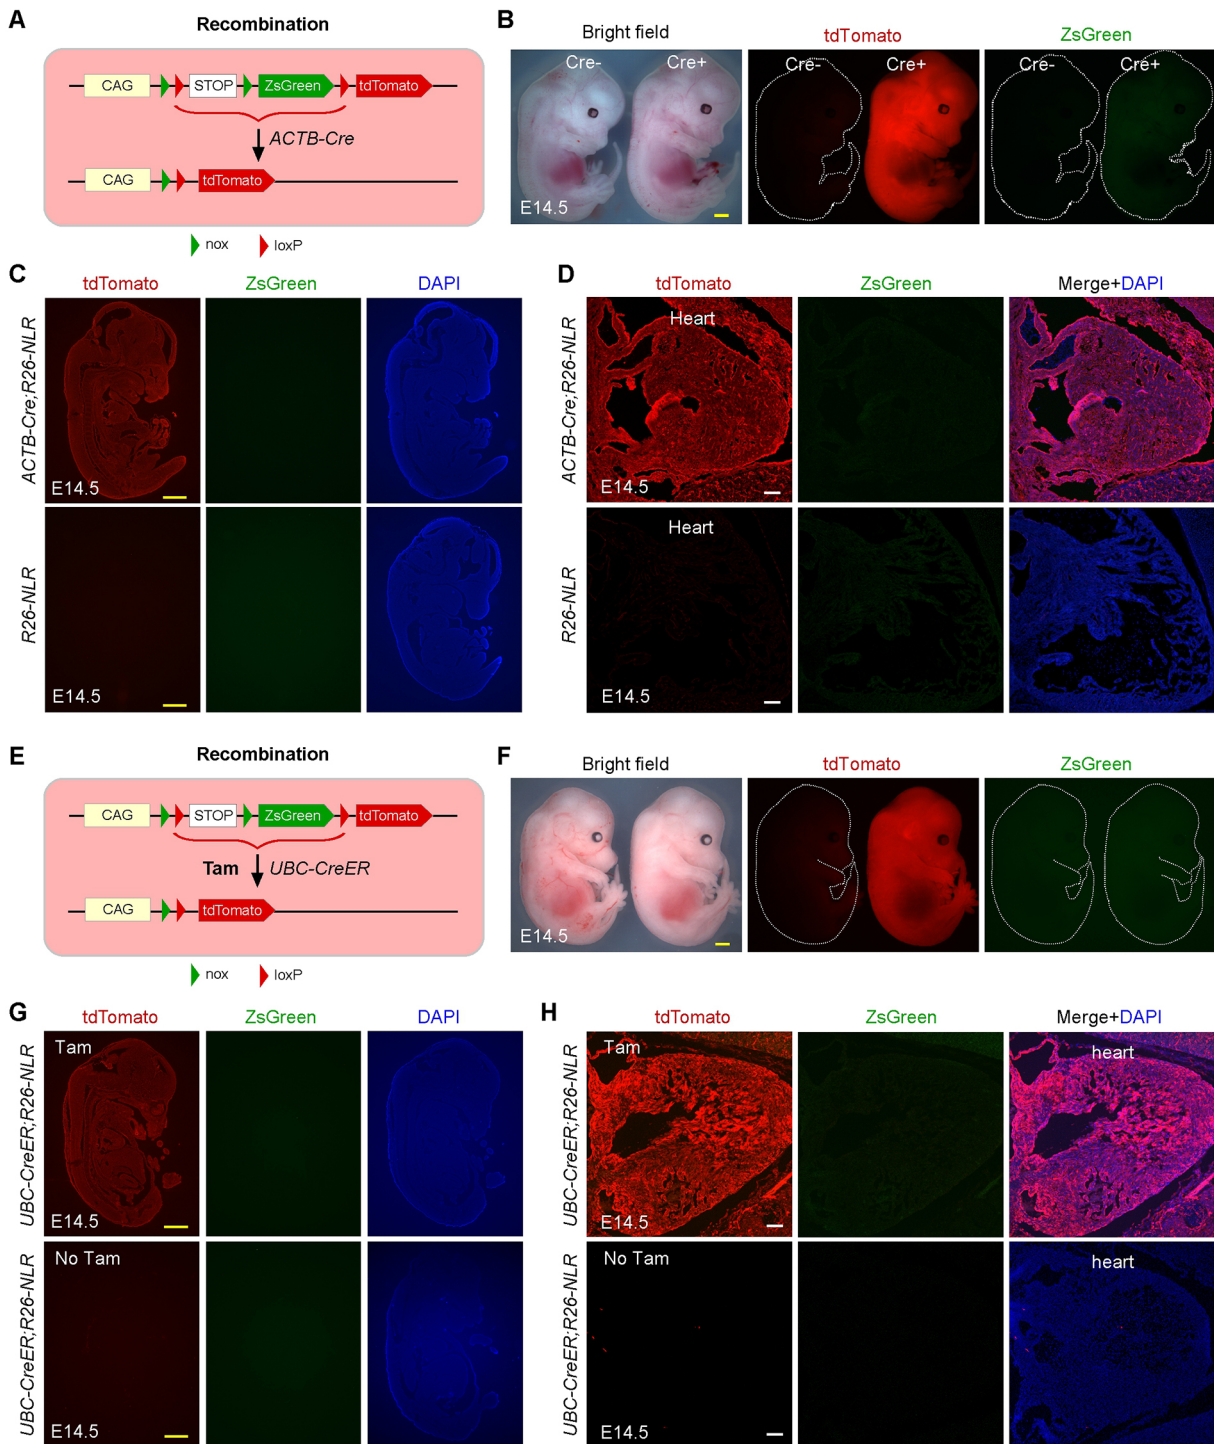 A
Recombination
CAG
STOP
ZsGreen
tdTomato
ACTB-Cre
CAG
tdTomato
nox
loxP
B
Bright field
tdTomato
ZsGreen
Cre-
Cre+
Cre-
Cre+
Cre-
Cre+
E14.5
C
tdTomato
ZsGreen
DAPI
ACTB-Cre;R26-NLR
E14.5
R26-NLR
E14.5
D
tdTomato
ZsGreen
Merge+DAPI
ACTB-Cre;R26-NLR
Heart
E14.5
R26-NLR
Heart
E14.5
E
Recombination
CAG
STOP
ZsGreen
tdTomato
Tam
UBC-CreER
CAG
tdTomato
nox
loxP
F
Bright field
tdTomato
ZsGreen
E14.5
G
tdTomato
ZsGreen
DAPI
UBC-CreER;R26-NLR
Tam
E14.5
UBC-CreER;R26-NLR
No Tam
E14.5
H
tdTomato
ZsGreen
Merge+DAPI
UBC-CreER;R26-NLR
Tam
heart
E14.5
UBC-CreER;R26-NLR
No Tam
heart
E14.5